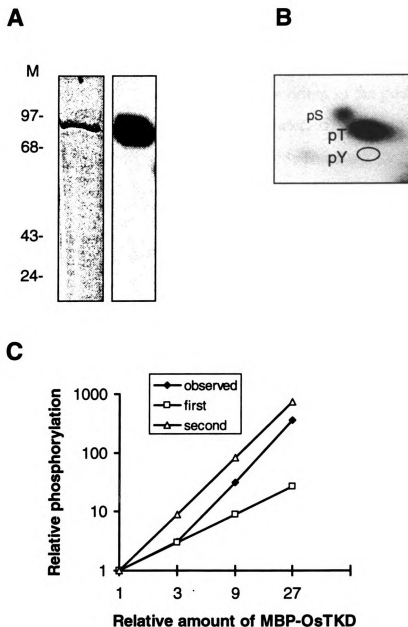 A
B
M
97-
68-
43-
24-
pS
pT
pY
C
Relative phosphorylation
1000
100
10
1
observed
first
second
1 3 9 27
Relative amount of MBP-OsTKD